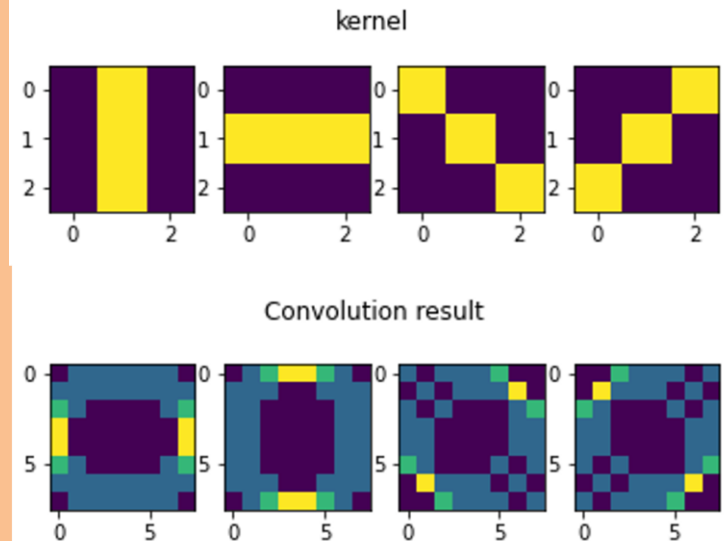 kernel
0 0 0 0
1 1 1 1
2 2 2 2
0 2 0 2 0 2 0 2
Convolution result
0 0 0 0
5 5 5 5
0 5 0 5 0 5 0 5